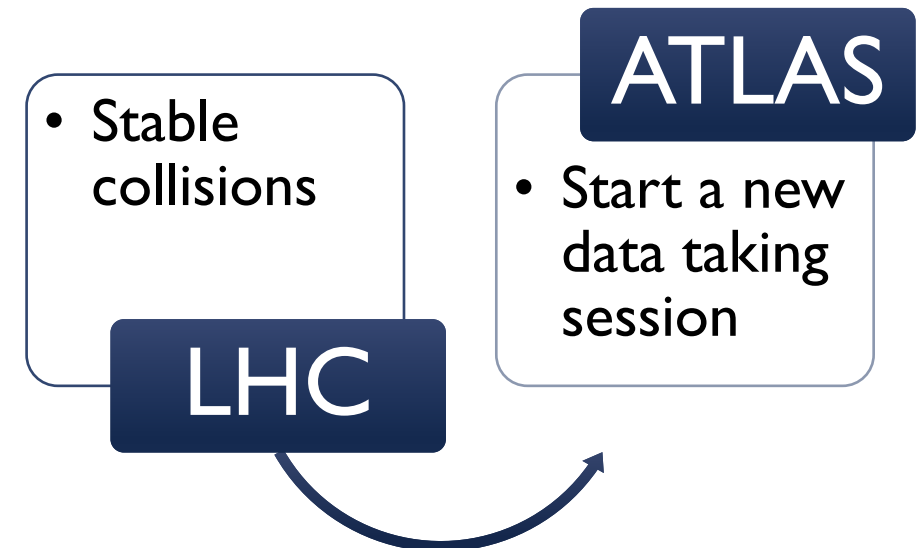 • Stable
collisions
LHC
ATLAS
• Start a new
data taking
session